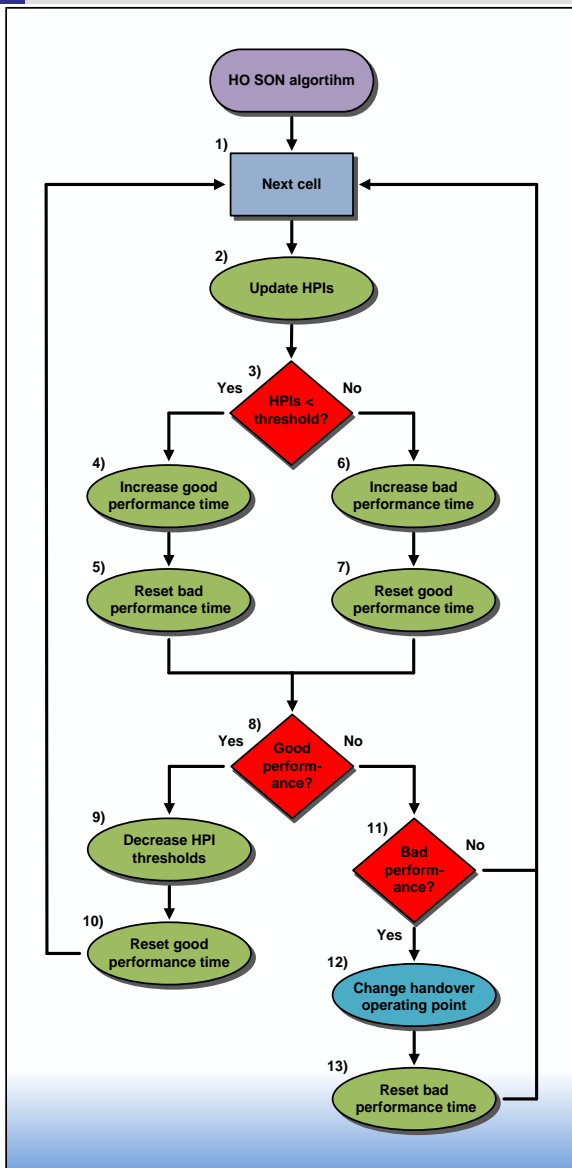 HO SON algortihm
1)
Next cell
2)
Update HPIs
3)
Yes
No
HPIs <
threshold?
4)
Increase good
performance time
6)
Increase bad
performance time
5)
Reset bad
performance time
7)
Reset good
performance time
8)
Yes
No
Good
perform-
ance?
9)
Decrease HPI
thresholds
11)
No
Bad
perform-
ance?
10)
Reset good
performance time
Yes
12)
Change handover
operating point
13)
Reset bad
performance time